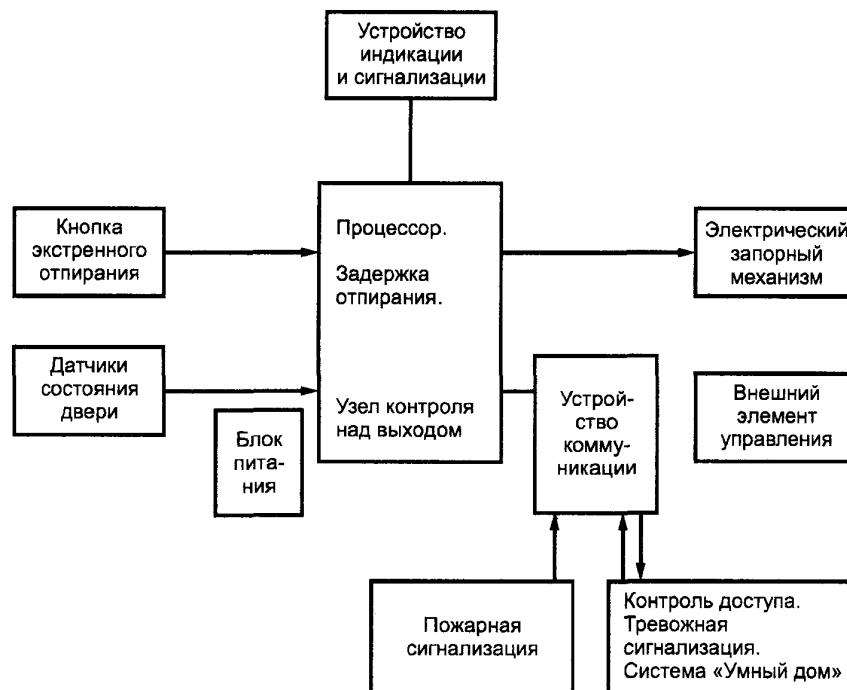 Устройство
индикации
и сигнализации
Кнопка
экстренного
отпирания
Процессор.
Задержка
отпирания.
Узел контроля
над выходом
Электрический
запорный
механизм
Датчики
состояния
двери
Блок
пита-
ния
Устрой-
ство
комму-
никации
Внешний
элемент
управления
Пожарная
сигнализация
Контроль доступа.
Тревожная
сигнализация.
Система «Умный дом»